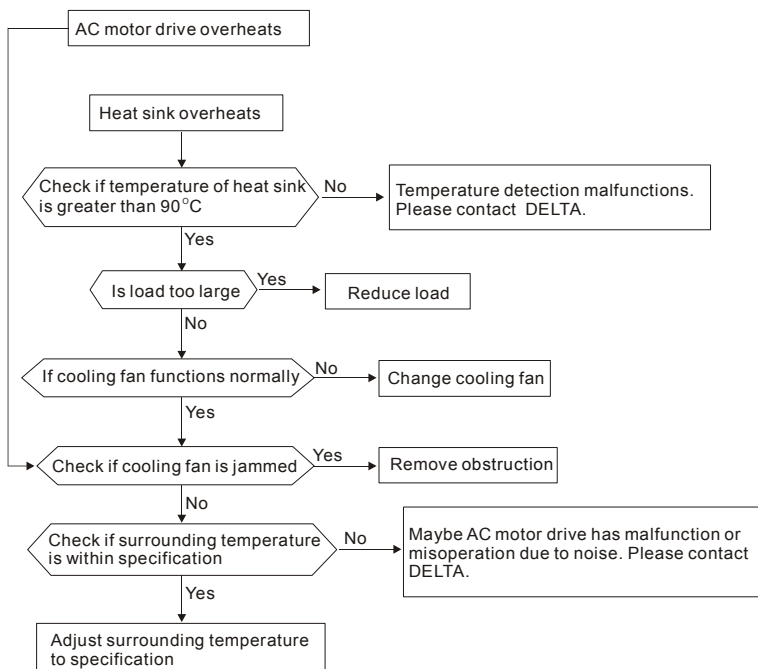 AC motor drive overheats
Heat sink overheats
Check if temperature of heat sink
is greater than 90°C
No
Temperature detection malfunctions.
Please contact DELTA.
Yes
Is load too large
Yes
Reduce load
No
If cooling fan functions normally
No
Change cooling fan
Yes
Check if cooling fan is jammed
Yes
Remove obstruction
No
Check if surrounding temperature
is within specification
No
Maybe AC motor drive has malfunction or
misoperation due to noise. Please contact
DELTA.
Yes
Adjust surrounding temperature
to specification